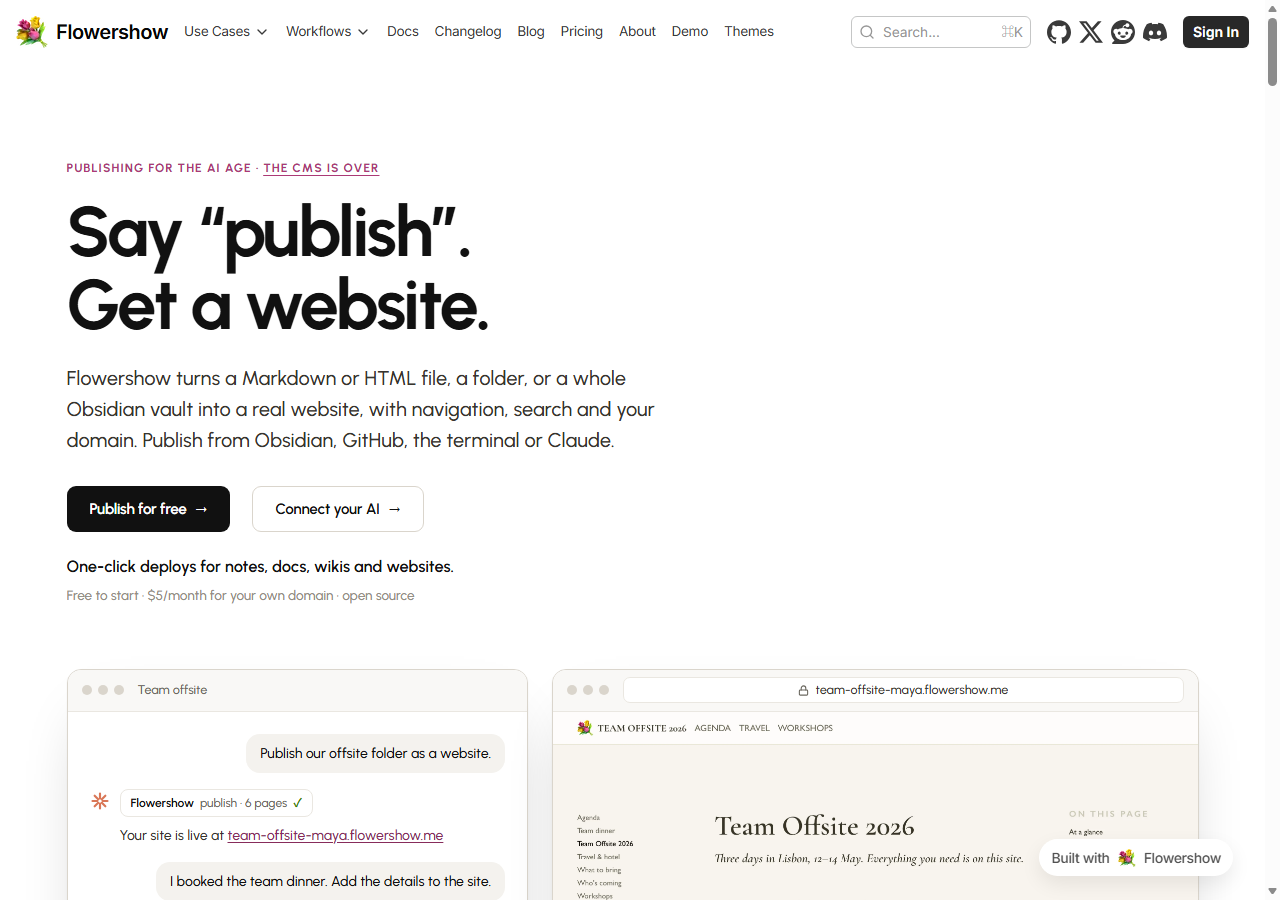 Flowershow
Use Cases
Workflows
Docs
Changelog
Blog
Pricing
About
Demo
Themes
Search...
⌘K
Sign In
PUBLISHING FOR THE AI AGE · THE CMS IS OVER
Say “publish”.
Get a website.
Flowershow turns a Markdown or HTML file, a folder, or a whole
Obsidian vault into a real website, with navigation, search and your
domain. Publish from Obsidian, GitHub, the terminal or Claude.
Publish for free →
Connect your AI →
One-click deploys for notes, docs, wikis and websites.
Free to start · $5/month for your own domain · open source
Team offsite
Publish our offsite folder as a website.
Flowershow publish · 6 pages ✓
Your site is live at team-offsite-maya.flowershow.me
I booked the team dinner. Add the details to the site.
team-offsite-maya.flowershow.me
TEAM OFFSITE 2026
AGENDA
TRAVEL
WORKSHOPS
Agenda
Team dinner
Team Offsite 2026
Travel & hotel
What to bring
Who's coming
Workshops
Team Offsite 2026
Three days in Lisbon, 12–14 May. Everything you need is on this site.
ON THIS PAGE
At a glance
Built with Flowershow